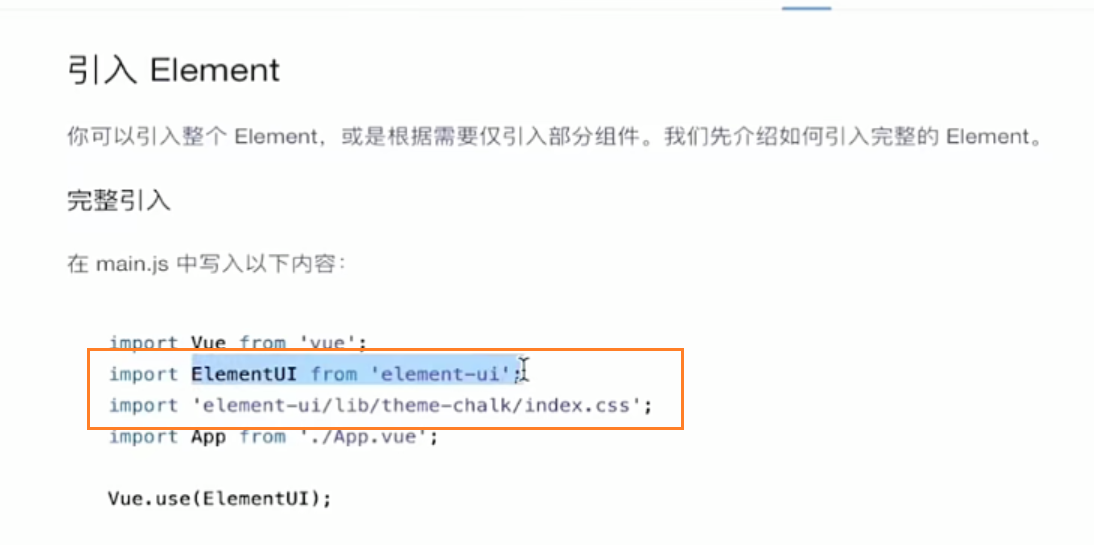 引入 Element
你可以引入整个 Element，或是根据需要仅引入部分组件。我们先介绍如何引入完整的 Element。
完整引入
在 main.js 中写入以下内容：
import Vue from 'vue';
import ElementUI from 'element-ui';
import 'element-ui/lib/theme-chalk/index.css';
import App from './App.vue';
Vue.use(ElementUI);